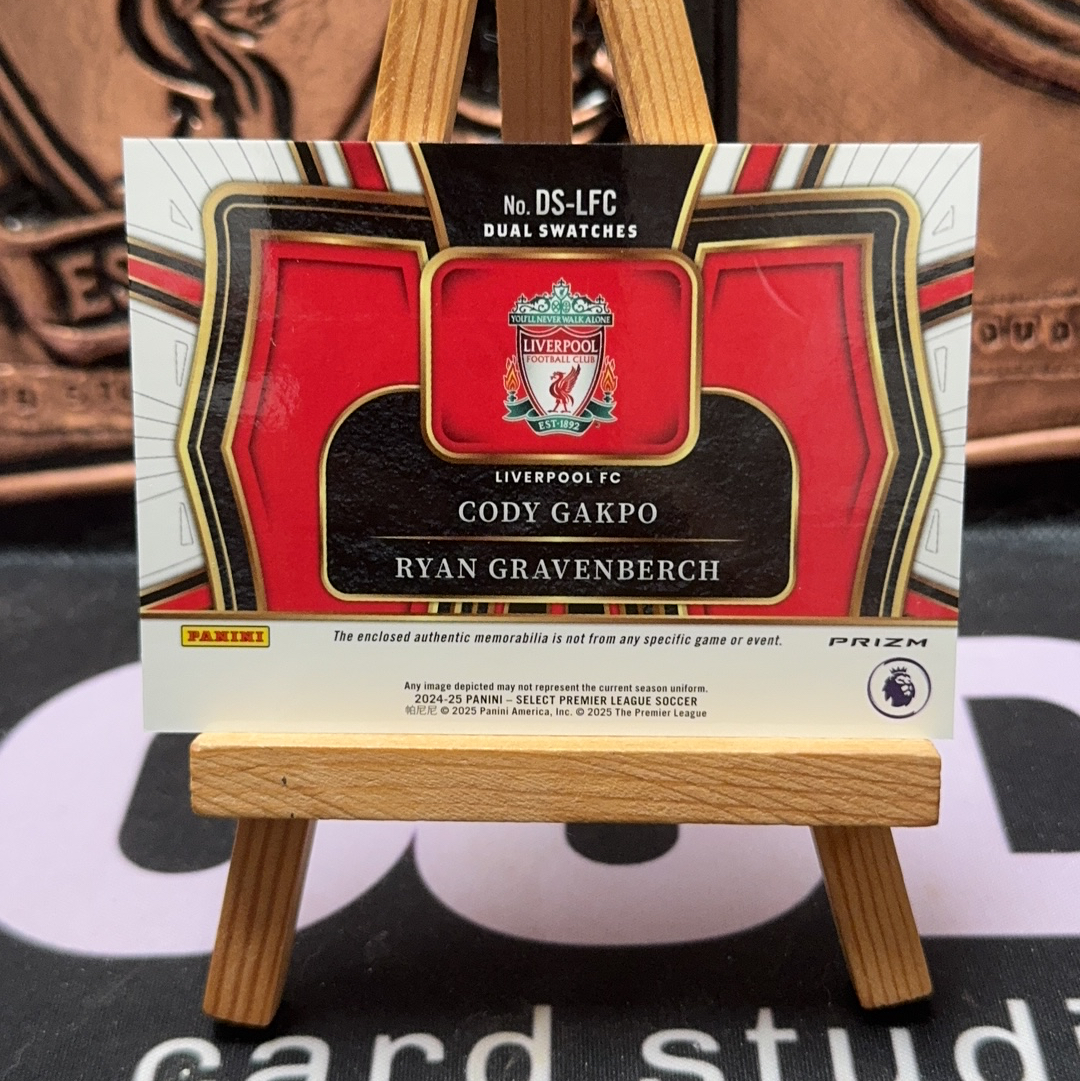 No. DS-LFC
DUAL SWATCHES
YOU'LL NEVER WALK ALONE
LIVERPOOL
FOOTBALL CLUB
EST·1892
LIVERPOOL FC
CODY GAKPO
RYAN GRAVENBERCH
PANINI
The enclosed authentic memorabilia is not from any specific game or event.
PRIZM
Any image depicted may not represent the current season uniform.
2024-25 PANINI – SELECT PREMIER LEAGUE SOCCER
帕尼尼 © 2025 Panini America, Inc. © 2025 The Premier League
card studi